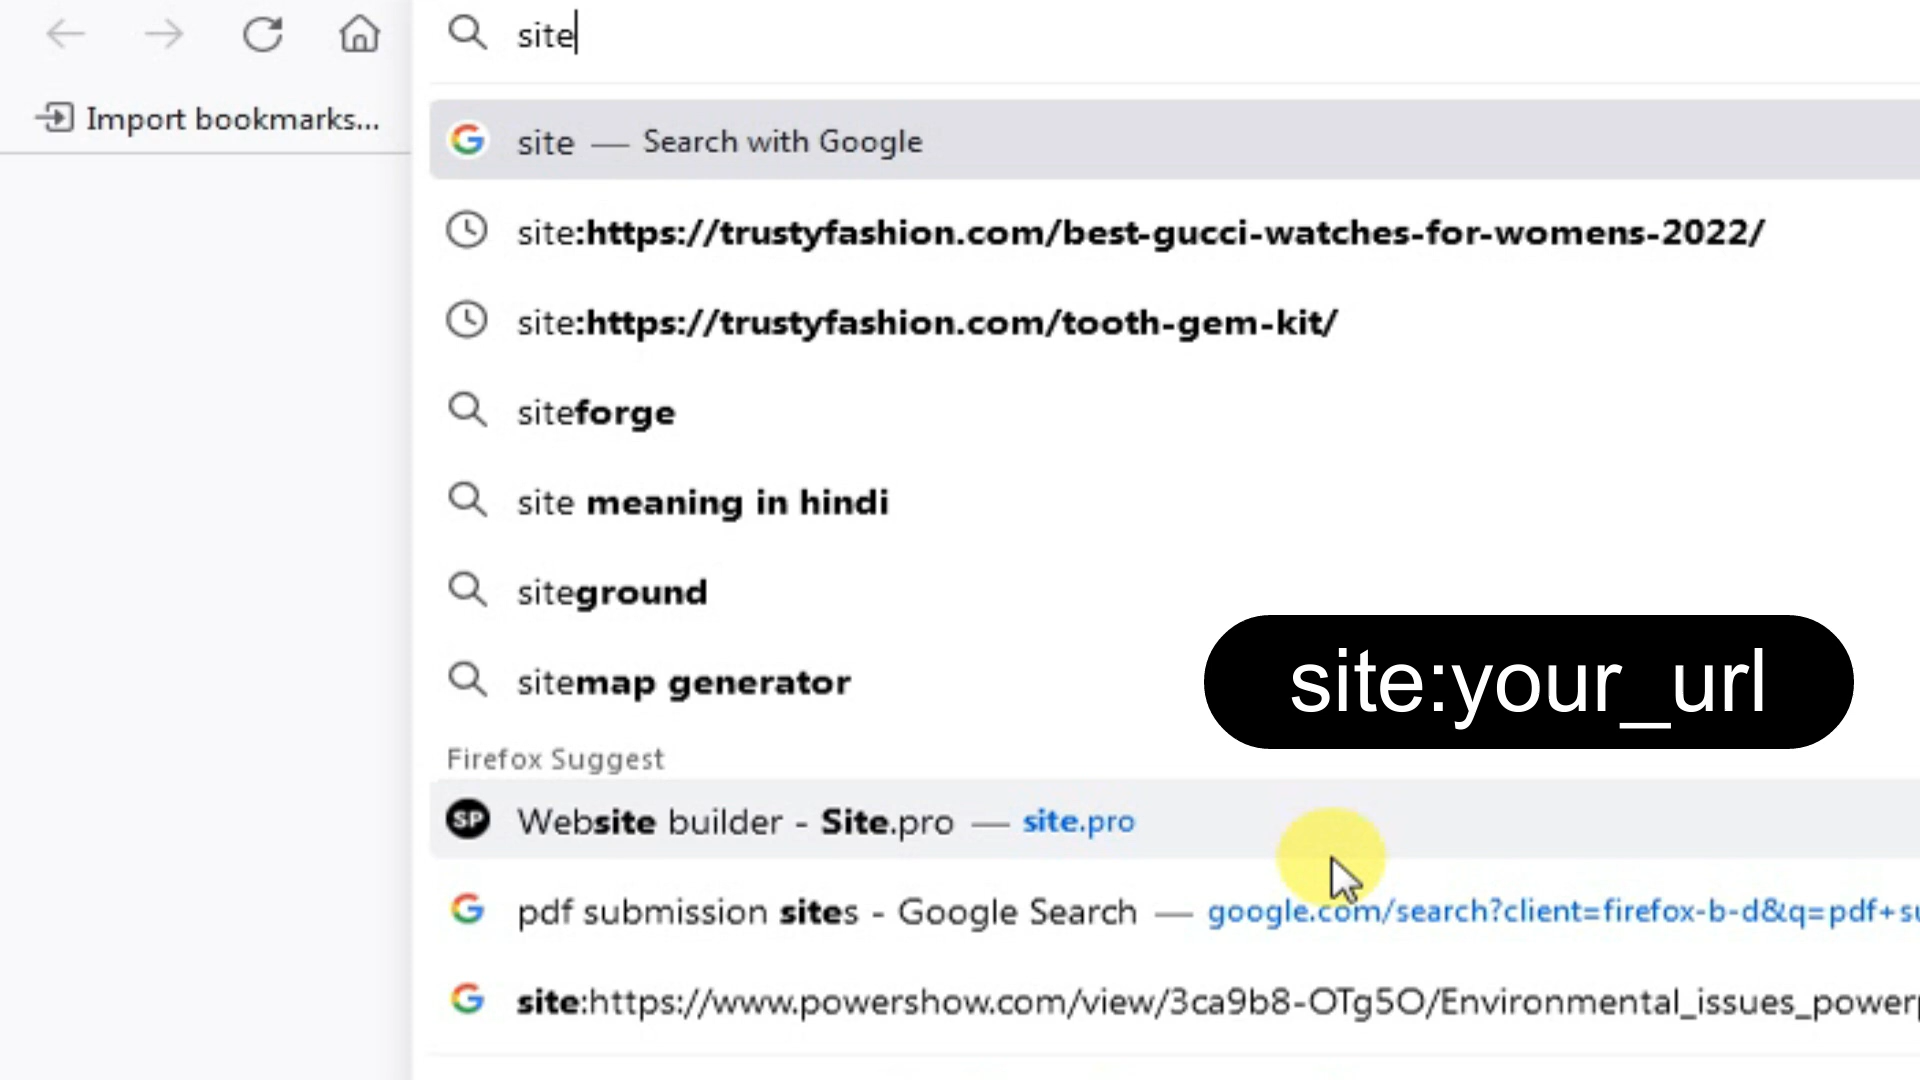 site
Import bookmarks...
site — Search with Google
site:https://trustyfashion.com/best-gucci-watches-for-womens-2022/
site:https://trustyfashion.com/tooth-gem-kit/
siteforge
site meaning in hindi
siteground
sitemap generator
site:your_url
Firefox Suggest
SP Website builder - Site.pro — site.pro
pdf submission sites - Google Search — google.com/search?client=firefox-b-d&q=pdf+su
site:https://www.powershow.com/view/3ca9b8-OTg5O/Environmental_issues_powerp